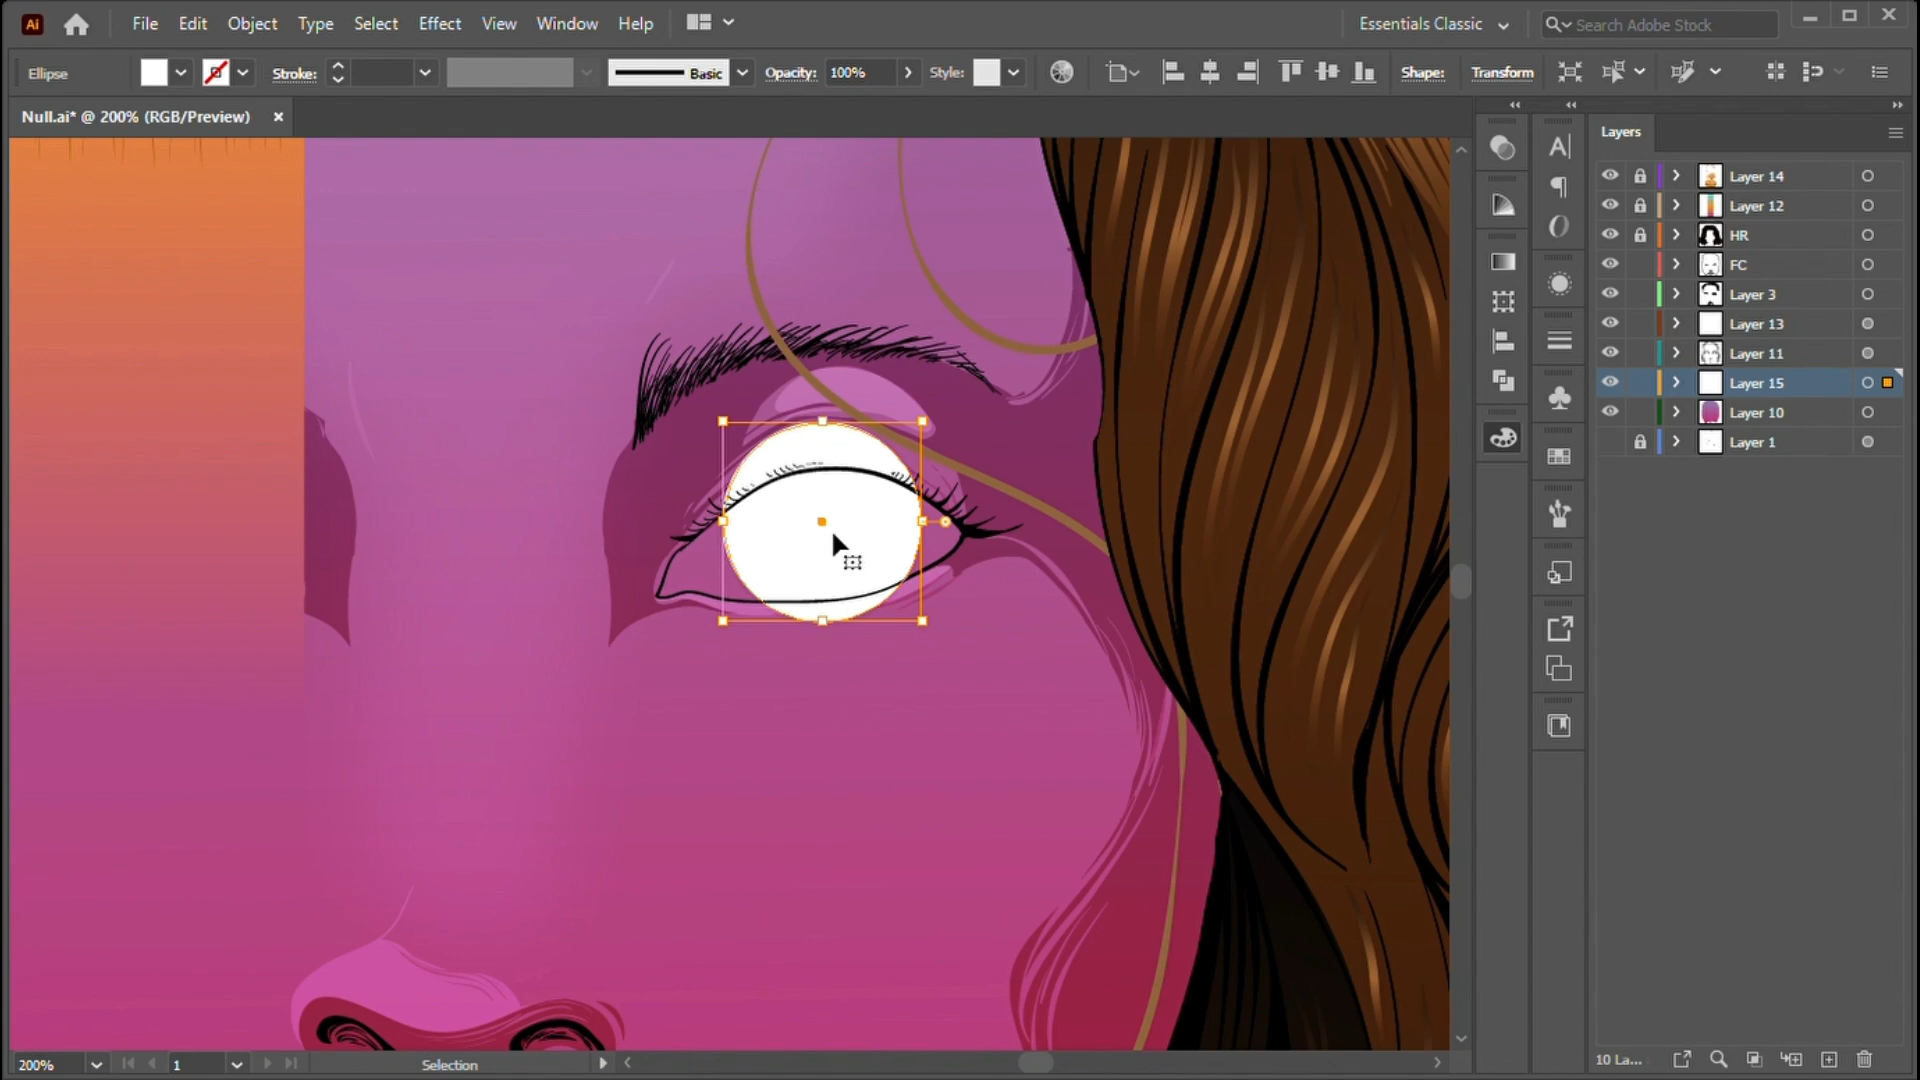 Ai File Edit Object Type Select Effect View Window Help Essentials Classic Search Adobe Stock
Ellipse Stroke: Basic Opacity: 100% Style: Shape: Transform
Null.ai* @ 200% (RGB/Preview)
Layers
Layer 14
Layer 12
HR
FC
Layer 3
Layer 13
Layer 11
Layer 15
Layer 10
Layer 1
200% 1 Selection 10 La...